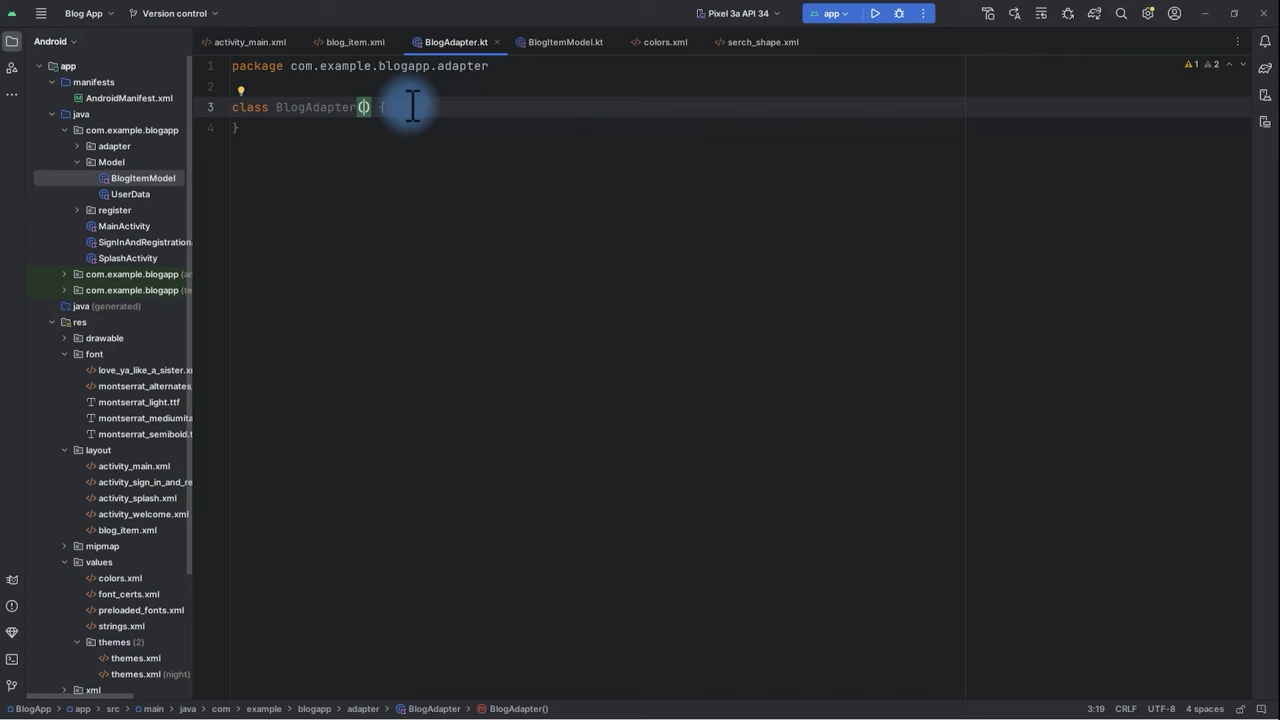 Blog App
Version control
Pixel 3a API 34
app
Android
activity_main.xml
blog_item.xml
BlogAdapter.kt
BlogItemModel.kt
colors.xml
serch_shape.xml
1
2
1 package com.example.blogapp.adapter
2
3 class BlogAdapter() {
4 }
app
manifests
AndroidManifest.xml
java
com.example.blogapp
adapter
Model
BlogItemModel
UserData
register
MainActivity
SignInAndRegistration
SplashActivity
com.example.blogapp (an
com.example.blogapp (te
java (generated)
res
drawable
font
love_ya_like_a_sister.x
montserrat_alternates_
montserrat_light.ttf
montserrat_mediumita
montserrat_semibold.t
layout
activity_main.xml
activity_sign_in_and_re
activity_splash.xml
activity_welcome.xml
blog_item.xml
mipmap
values
colors.xml
font_certs.xml
preloaded_fonts.xml
strings.xml
themes (2)
themes.xml
themes.xml (night)
xml
BlogApp > app > src > main > java > com > example > blogapp > adapter > BlogAdapter > BlogAdapter()
3:19 CRLF UTF-8 4 spaces